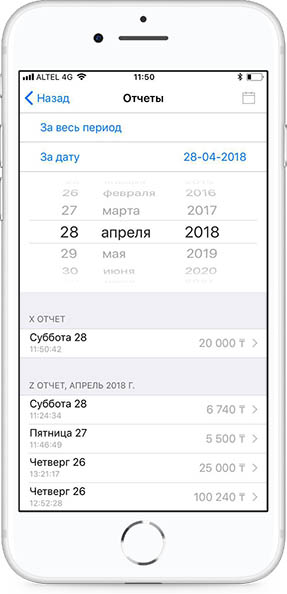 ALTEL 4G 11:50
Назад Отчеты
За весь период
За дату 28-04-2018
26 февраля 2016
27 марта 2017
28 апреля 2018
29 мая 2019
30 июня 2020
X ОТЧЕТ
Суббота 28
11:50:42 20 000 ₸
Z ОТЧЕТ, АПРЕЛЬ 2018 Г.
Суббота 28
11:24:34 6 740 ₸
Пятница 27
11:46:49 5 500 ₸
Четверг 26
13:21:17 25 000 ₸
Четверг 26
12:52:28 100 240 ₸